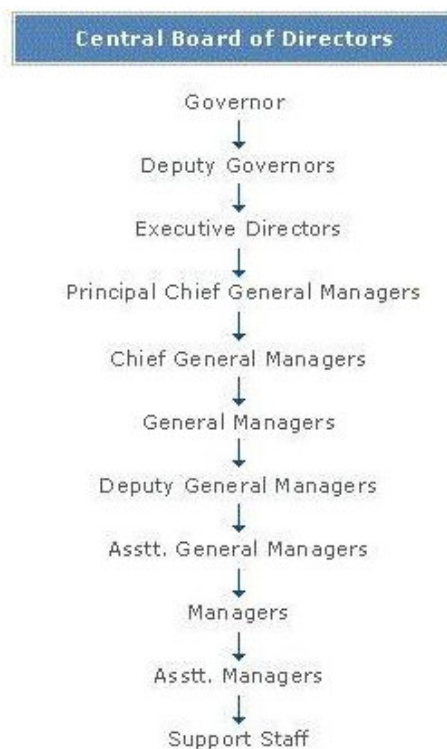 Central Board of Directors
Governor
Deputy Governors
Executive Directors
Principal Chief General Managers
Chief General Managers
General Managers
Deputy General Managers
Asstt. General Managers
Managers
Asstt. Managers
Support Staff